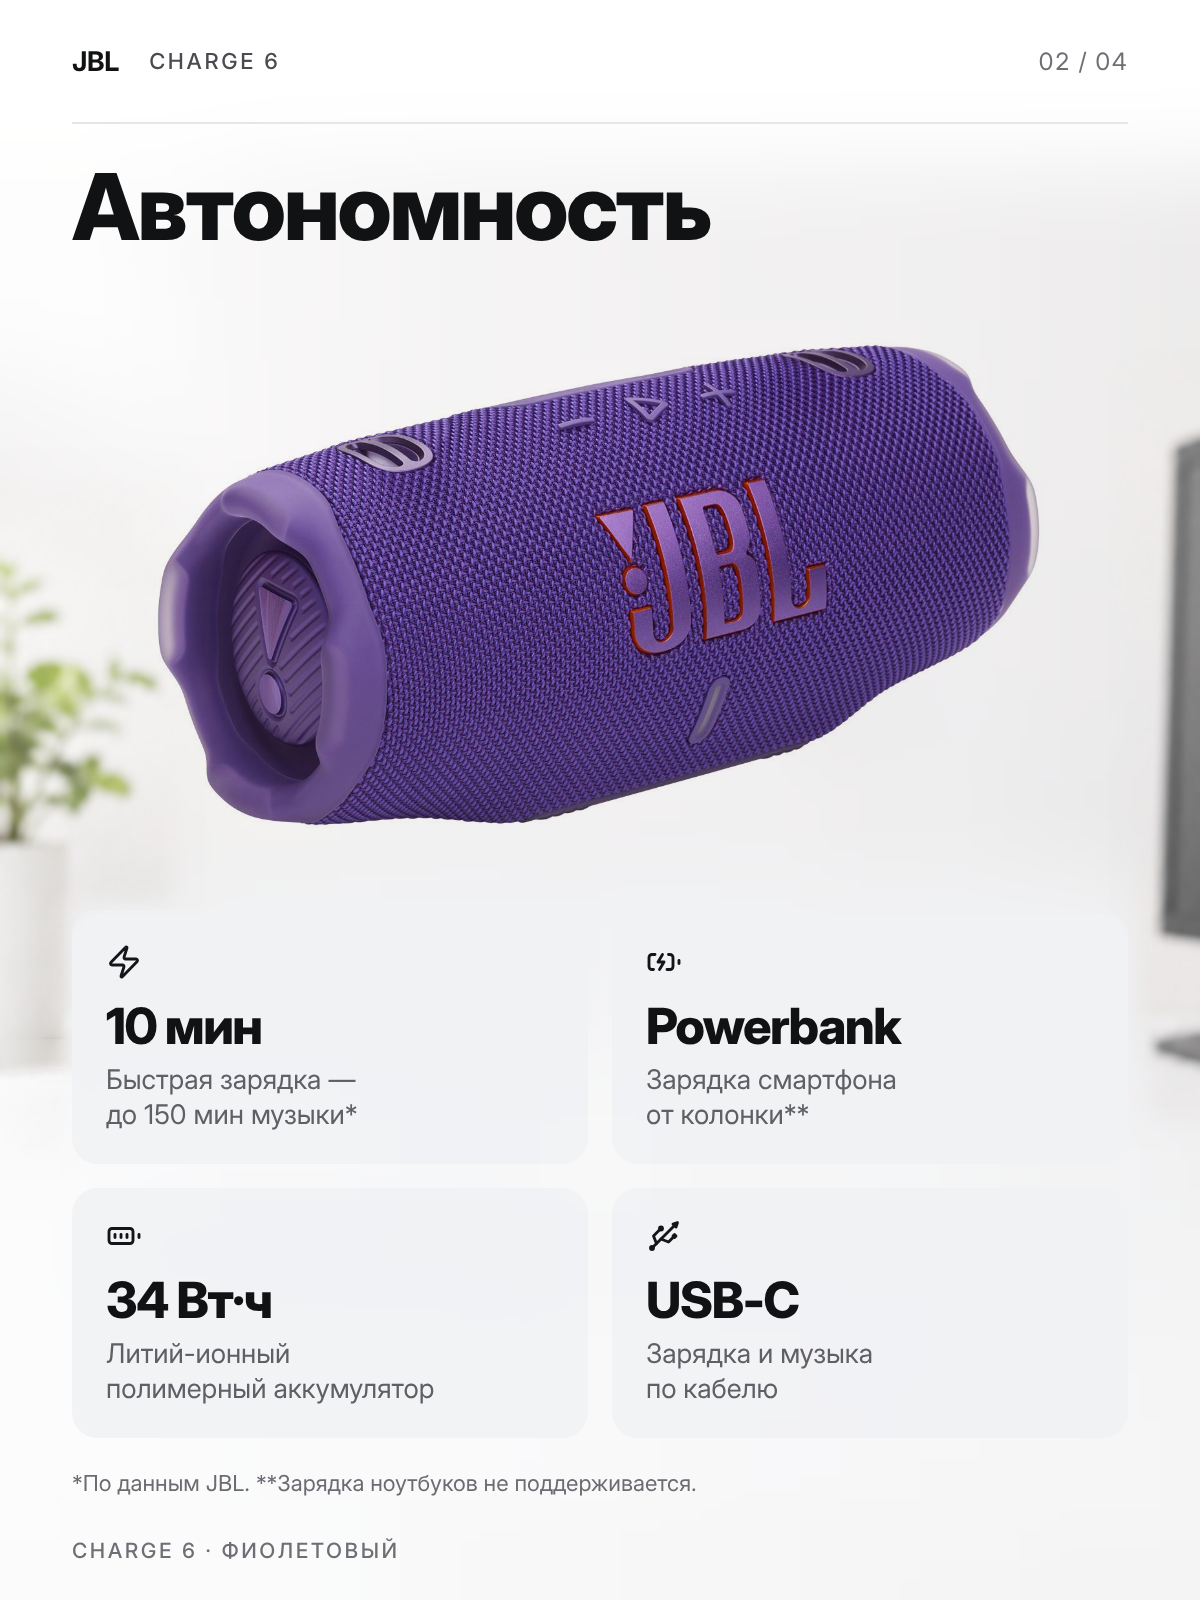 JBL CHARGE 6 02 / 04
Автономность
JBL
10 мин
Быстрая зарядка —
до 150 мин музыки*
Powerbank
Зарядка смартфона
от колонки**
34 Вт·ч
Литий-ионный
полимерный аккумулятор
USB-C
Зарядка и музыка
по кабелю
*По данным JBL. **Зарядка ноутбуков не поддерживается.
CHARGE 6 · ФИОЛЕТОВЫЙ